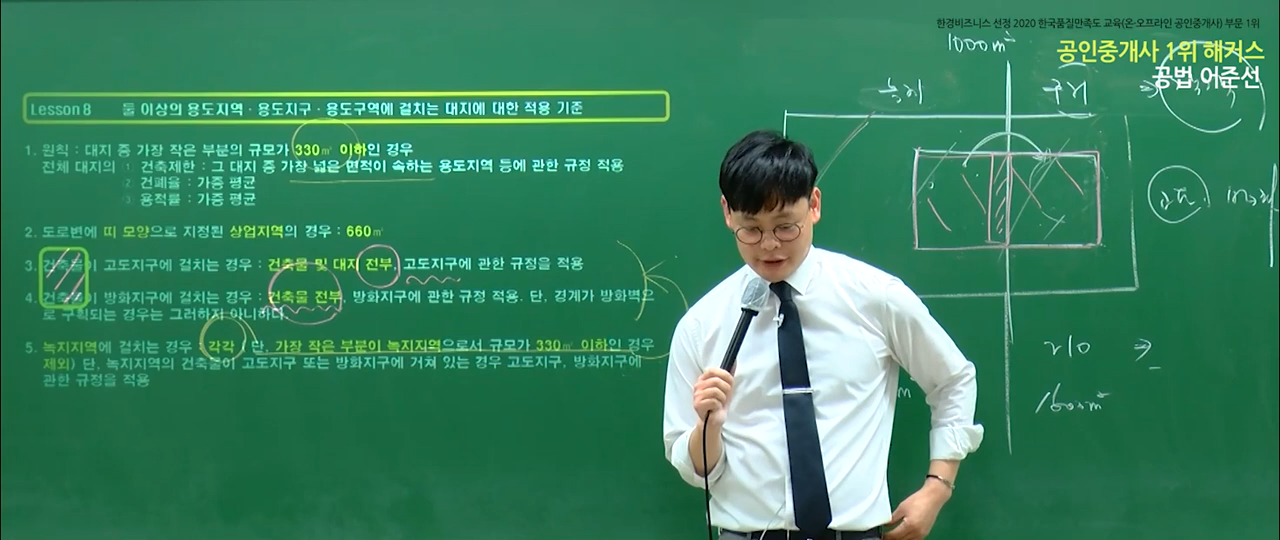 한경비즈니스 선정 2020 한국품질만족도 교육(온·오프라인 공인중개사) 부문 1위
공인중개사 1위 해커스
공법 어준선
Lesson 8 둘 이상의 용도지역 · 용도지구 · 용도구역에 걸치는 대지에 대한 적용 기준
1. 원칙 : 대지 중 가장 작은 부분의 규모가 330㎡ 이하인 경우
전체 대지의 ① 건축제한 : 그 대지 중 가장 넓은 면적이 속하는 용도지역 등에 관한 규정 적용
② 건폐율 : 가중 평균
③ 용적률 : 가중 평균
2. 도로변에 띠 모양으로 지정된 상업지역의 경우 : 660㎡
3. 건축물이 고도지구에 걸치는 경우 : 건축물 및 대지 전부, 고도지구에 관한 규정을 적용
4. 건축물이 방화지구에 걸치는 경우 : 건축물 전부, 방화지구에 관한 규정 적용. 단, 경계가 방화벽으
로 구획되는 경우는 그러하지 아니하다.
5. 녹지지역에 걸치는 경우 : 각각 단, 가장 작은 부분이 녹지지역으로서 규모가 330㎡ 이하인 경우
제외) 단, 녹지지역의 건축물이 고도지구 또는 방화지구에 걸쳐 있는 경우 고도지구, 방화지구에
관한 규정을 적용
1000㎡